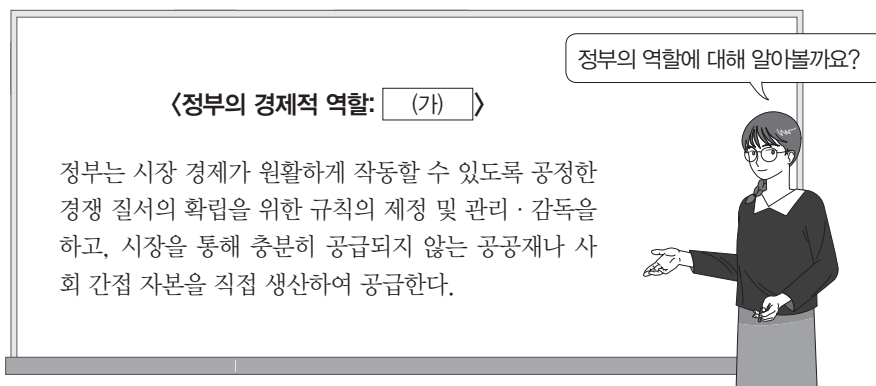 정부의 역할에 대해 알아볼까요?
〈정부의 경제적 역할: (가) 〉
정부는 시장 경제가 원활하게 작동할 수 있도록 공정한
경쟁 질서의 확립을 위한 규칙의 제정 및 관리 · 감독을
하고, 시장을 통해 충분히 공급되지 않는 공공재나 사
회 간접 자본을 직접 생산하여 공급한다.